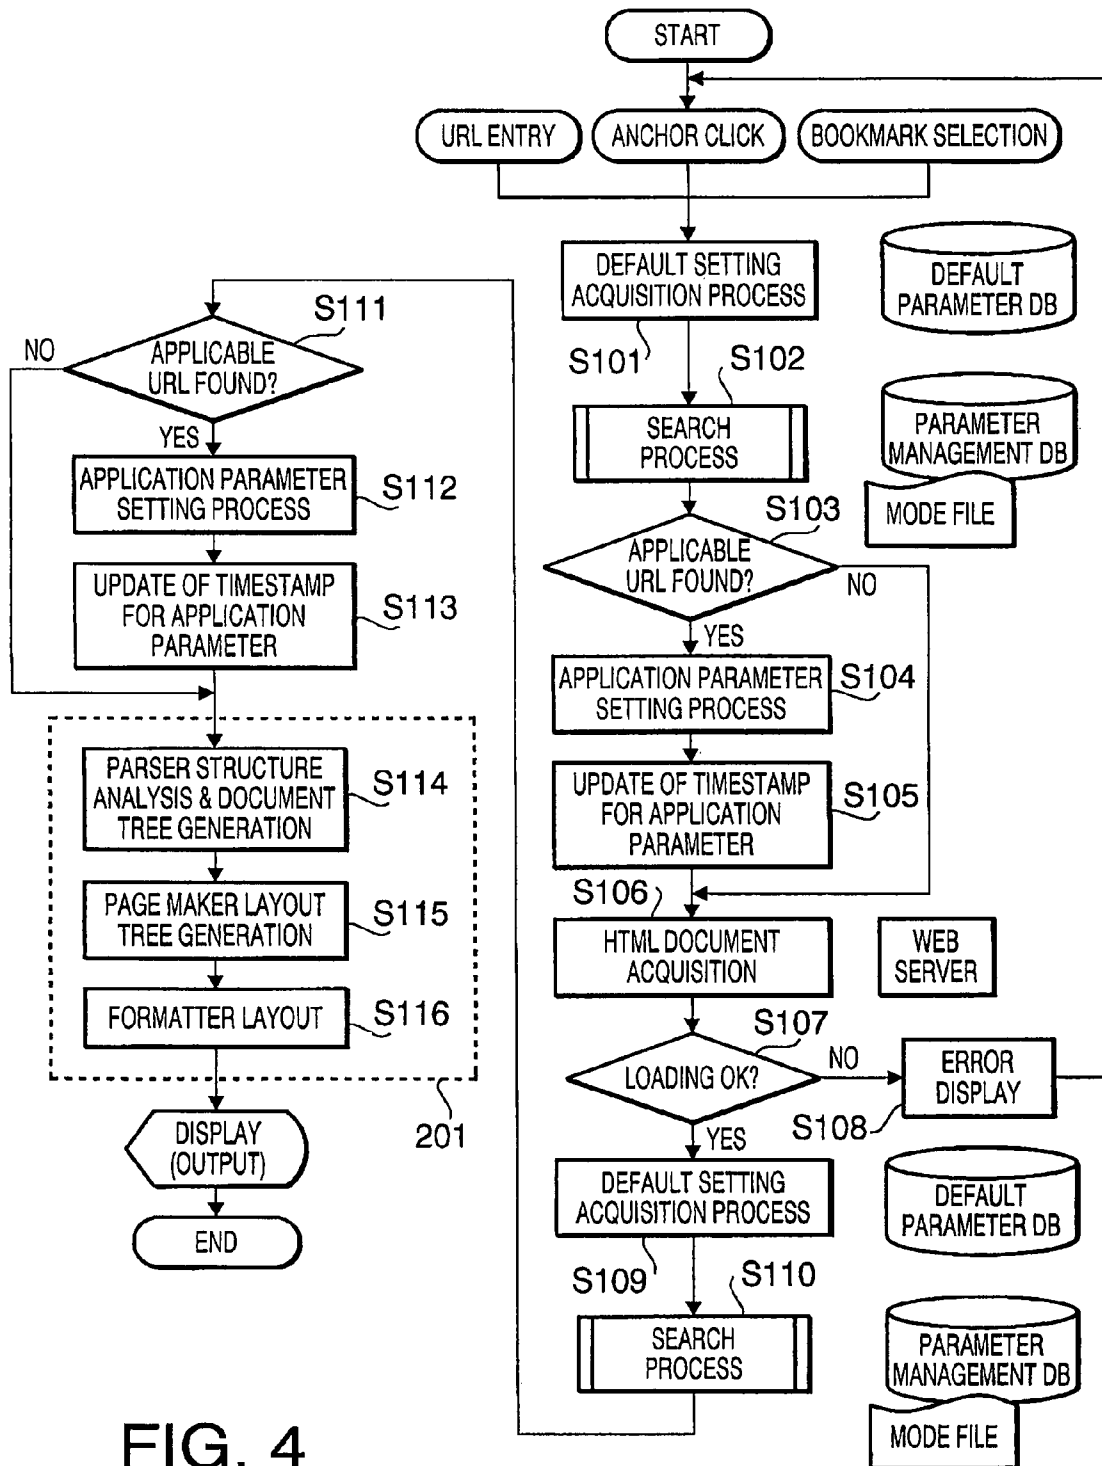 START
URL ENTRY
ANCHOR CLICK
BOOKMARK SELECTION
DEFAULT SETTING
ACQUISITION PROCESS
S101
DEFAULT
PARAMETER DB
S102
SEARCH
PROCESS
PARAMETER
MANAGEMENT DB
MODE FILE
S103
APPLICABLE
URL FOUND?
NO
YES
APPLICATION PARAMETER
SETTING PROCESS
S104
UPDATE OF TIMESTAMP
FOR APPLICATION
PARAMETER
S105
S106
HTML DOCUMENT
ACQUISITION
WEB
SERVER
S107
LOADING OK?
NO
ERROR
DISPLAY
S108
YES
DEFAULT SETTING
ACQUISITION PROCESS
S109
DEFAULT
PARAMETER DB
S110
SEARCH
PROCESS
PARAMETER
MANAGEMENT DB
MODE FILE
S111
APPLICABLE
URL FOUND?
NO
YES
APPLICATION PARAMETER
SETTING PROCESS
S112
UPDATE OF TIMESTAMP
FOR APPLICATION
PARAMETER
S113
PARSER STRUCTURE
ANALYSIS & DOCUMENT
TREE GENERATION
S114
PAGE MAKER LAYOUT
TREE GENERATION
S115
FORMATTER LAYOUT
S116
201
DISPLAY
(OUTPUT)
END
FIG. 4